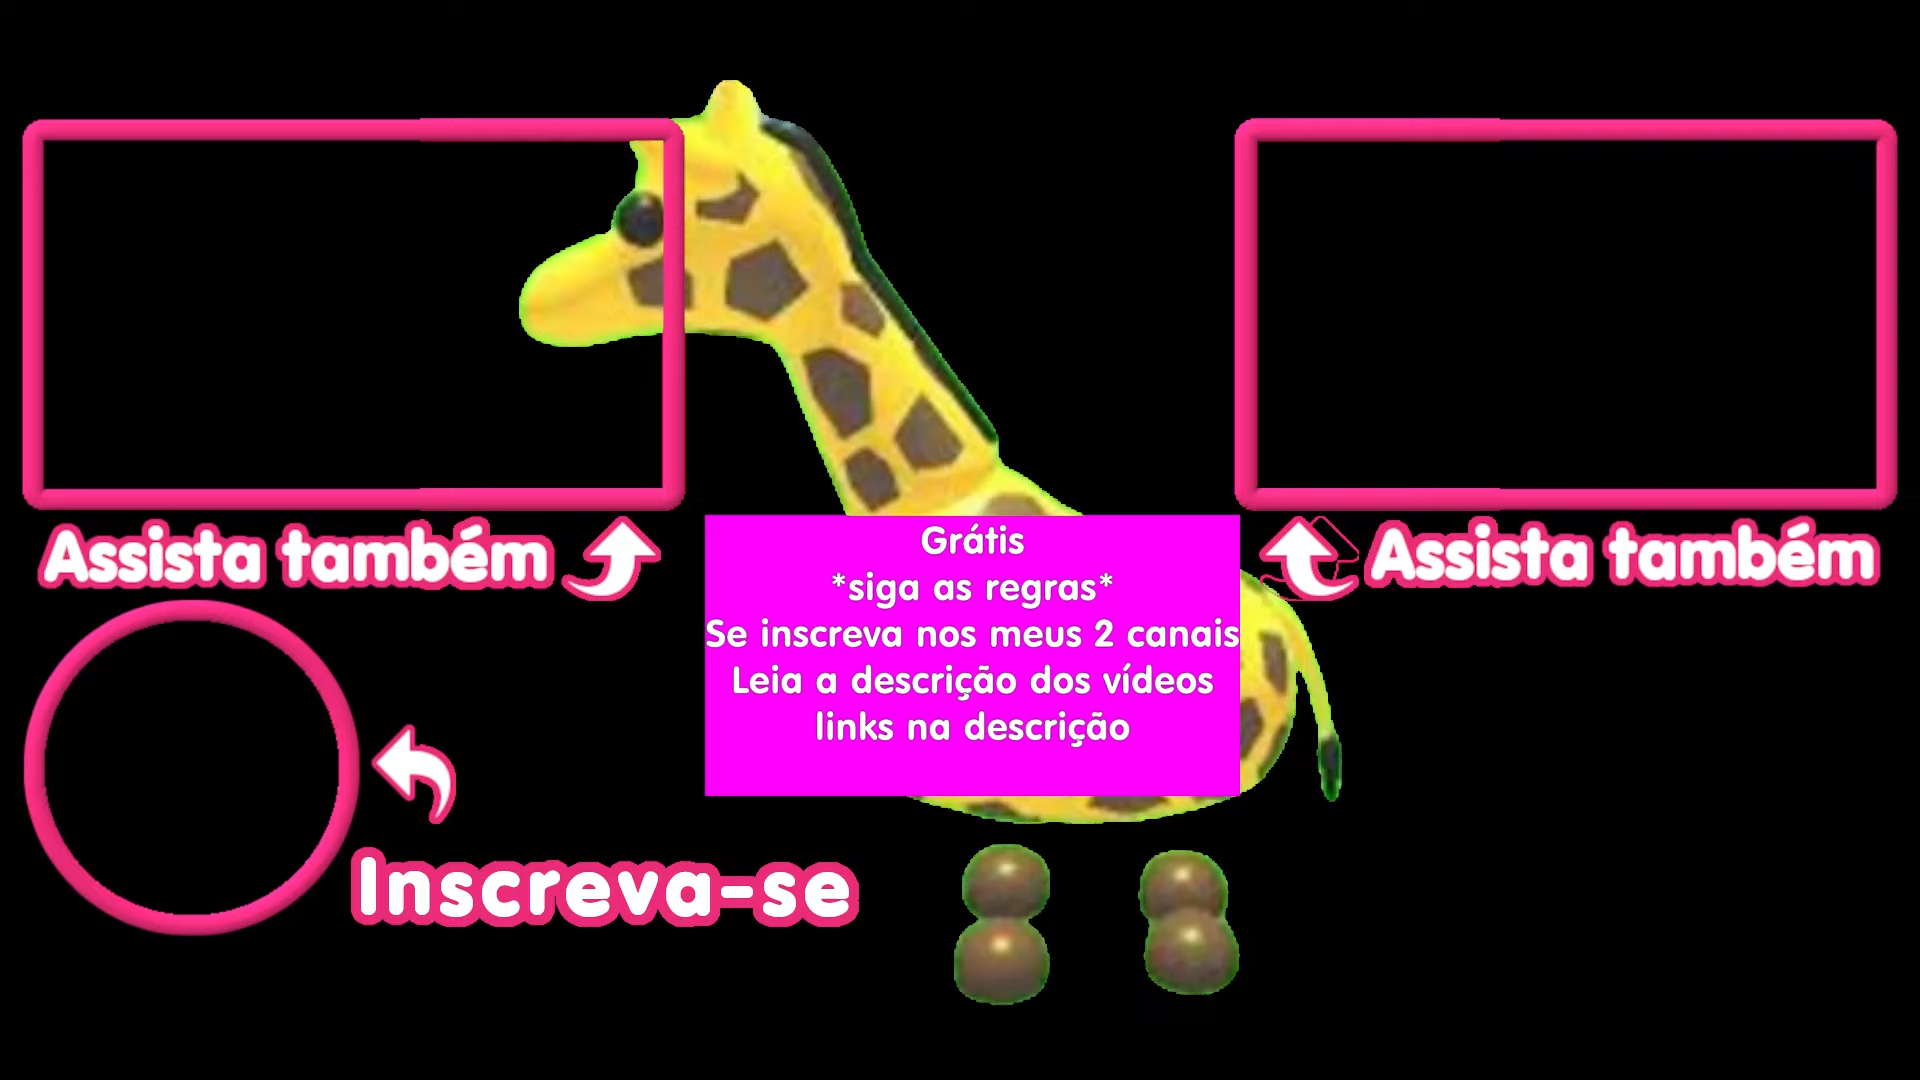 Assista também
Assista também
Grátis
*siga as regras*
Se inscreva nos meus 2 canais
Leia a descrição dos vídeos
links na descrição
Inscreva-se